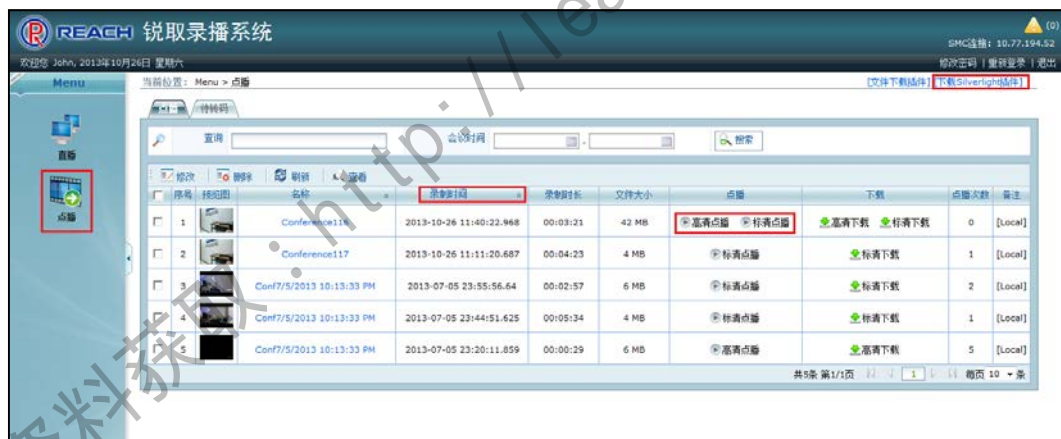 REACH 锐取录播系统
(0)
SMC连接: 10.77.194.52
欢迎您 John, 2013年10月26日 星期六
修改密码 | 重新登录 | 退出
Menu
当前位置: Menu > 点播
[文件下载插件] [下载Silverlight插件]
待转码
查询
会议时间
-
搜索
直播
修改 删除 刷新 查看
序号 预览图 名称 录制时间 录制时长 文件大小 点播 下载 点播次数 备注
1 Conference118 2013-10-26 11:40:22.968 00:03:21 42 MB 高清点播 标清点播 高清下载 标清下载 0 [Local]
点播
2 Conference117 2013-10-26 11:11:20.687 00:04:23 4 MB 标清点播 标清下载 1 [Local]
3 Conf7/5/2013 10:13:33 PM 2013-07-05 23:55:56.64 00:02:57 6 MB 标清点播 标清下载 2 [Local]
4 Conf7/5/2013 10:13:33 PM 2013-07-05 23:44:51.625 00:05:34 4 MB 标清点播 标清下载 1 [Local]
5 Conf7/5/2013 10:13:33 PM 2013-07-05 23:20:11.859 00:00:29 6 MB 高清点播 高清下载 5 [Local]
共5条 第1/1页 1 每页 10 条
资料获取:http://lea